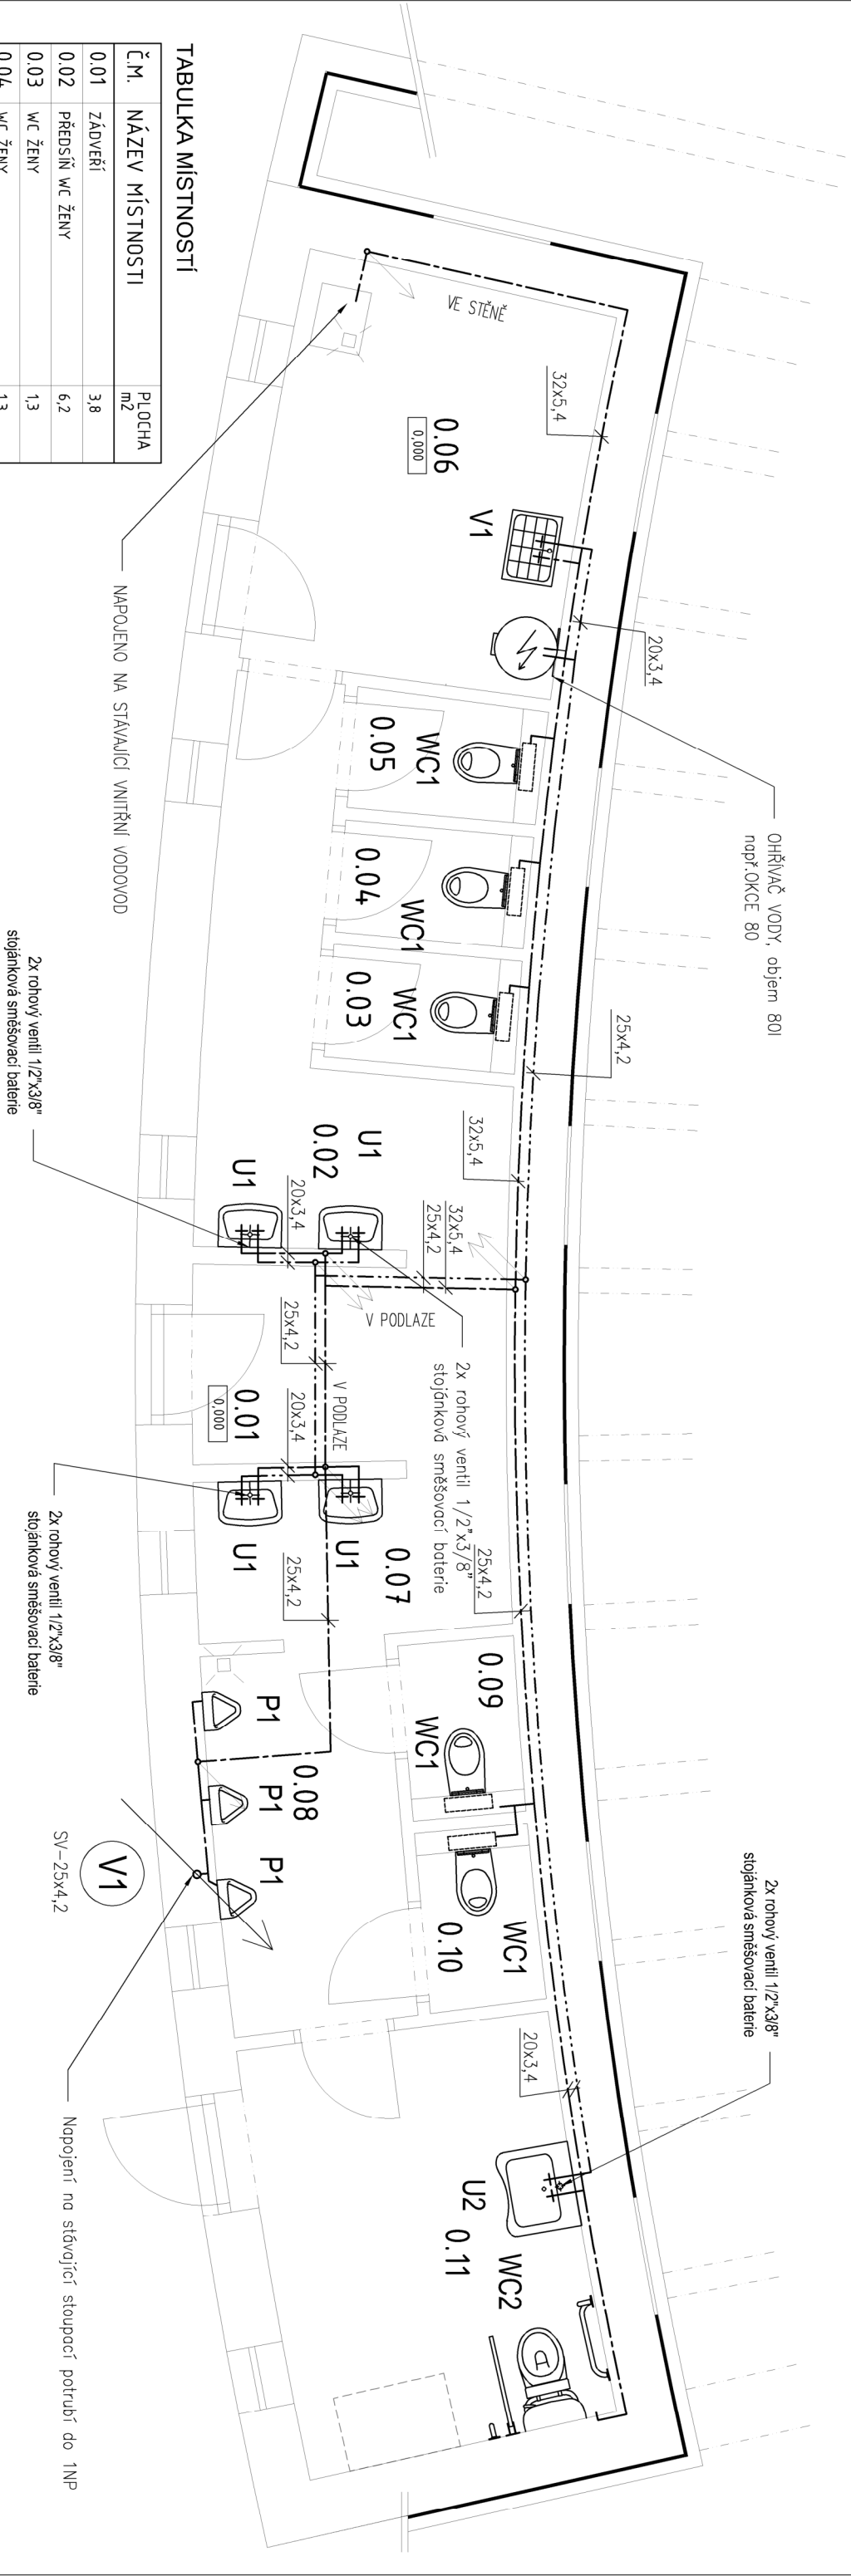 TABULKA MÍSTNOSTÍ
Č.M. NÁZEV MÍSTNOSTI PLOCHA m2
0.01 ZÁDVEŘÍ 3,8
0.02 PŘEDSÍŇ WC ŽENY 6,2
0.03 WC ŽENY 1,3
0.04 WC ŽENY 1,3
VE STĚNĚ
32x5,4
0.06
0,000
V1
20x3,4
NAPOJENO NA STÁVAJÍCÍ VNITŘNÍ VODOVOD
OHŘÍVAČ VODY, objem 80l
např.OKCE 80
WC1
0.05
WC1
0.04
WC1
0.03
25x4,2
32x5,4
U1
0.02
U1
20x3,4
32x5,4
25x4,2
2x rohový ventil 1/2"x3/8"
stojánková směšovací baterie
V PODLAZE
25x4,2
V PODLAZE
2x rohový ventil 1/2"x3/8"
stojánková směšovací baterie
0.01
0,000
20x3,4
U1
U1
0.07
25x4,2
25x4,2
2x rohový ventil 1/2"x3/8"
stojánková směšovací baterie
0.09
WC1
P1
0.08
P1
P1
WC1
0.10
V1
SV-25x4,2
Napojení na stávající stoupací potrubí do 1NP
2x rohový ventil 1/2"x3/8"
stojánková směšovací baterie
20x3,4
U2
0.11
WC2